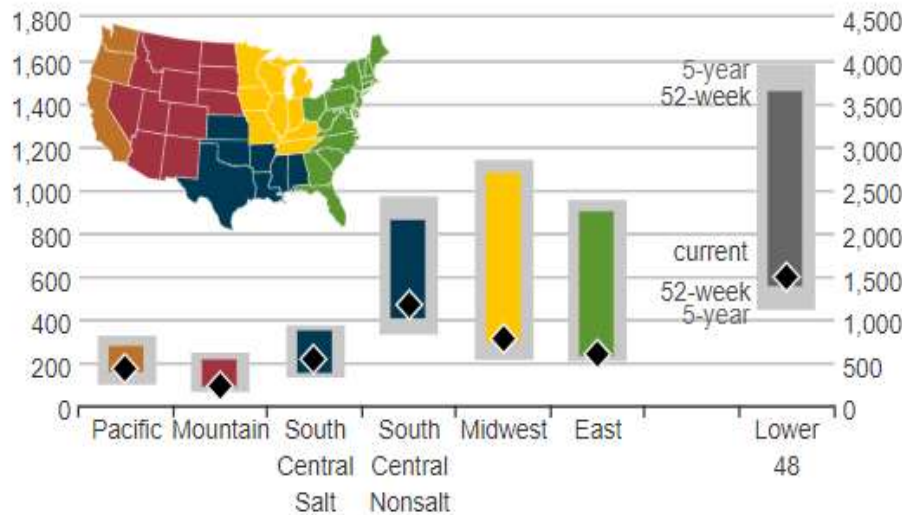 1,800
1,600
1,400
1,200
1,000
800
600
400
200
0
4,500
4,000
3,500
3,000
2,500
2,000
1,500
1,000
500
0
5-year
52-week
current
52-week
5-year
Pacific
Mountain
South
Central
Salt
South
Central
Nonsalt
Midwest
East
Lower
48